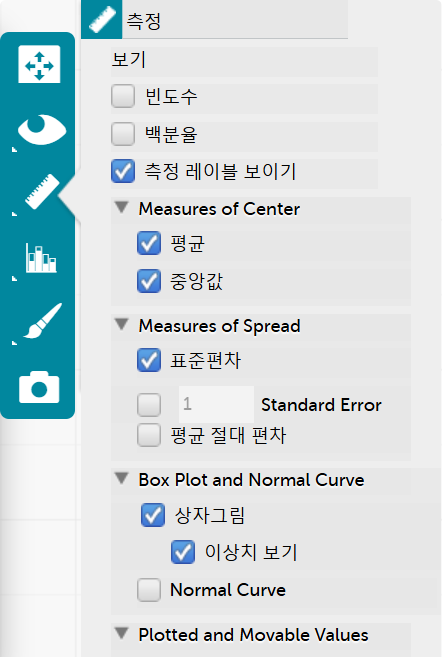 측정
보기
빈도수
백분율
측정 레이블 보이기
Measures of Center
평균
중앙값
Measures of Spread
표준편차
1 Standard Error
평균 절대 편차
Box Plot and Normal Curve
상자그림
이상치 보기
Normal Curve
Plotted and Movable Values